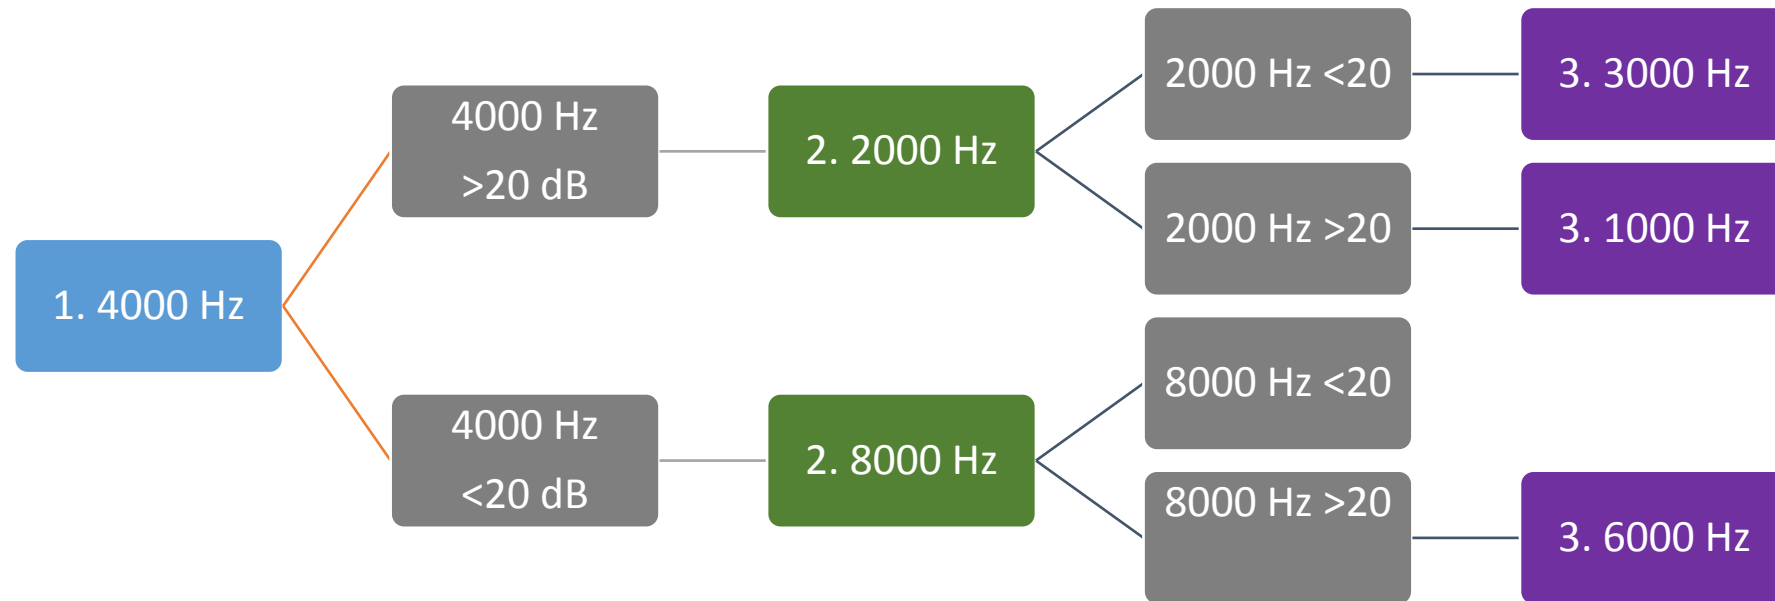 1. 4000 Hz
4000 Hz
>20 dB
2. 2000 Hz
2000 Hz <20
3. 3000 Hz
2000 Hz >20
3. 1000 Hz
4000 Hz
<20 dB
2. 8000 Hz
8000 Hz <20
8000 Hz >20
3. 6000 Hz